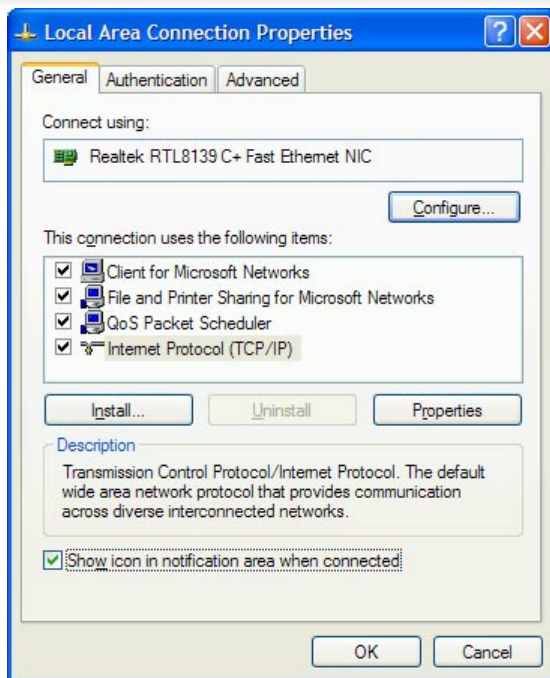 Local Area Connection Properties
General Authentication Advanced
Connect using:
Realtek RTL8139 C+ Fast Ethernet NIC
Configure...
This connection uses the following items:
Client for Microsoft Networks
File and Printer Sharing for Microsoft Networks
QoS Packet Scheduler
Internet Protocol (TCP/IP)
Install... Uninstall Properties
Description
Transmission Control Protocol/Internet Protocol. The default
wide area network protocol that provides communication
across diverse interconnected networks.
Show icon in notification area when connected
OK Cancel